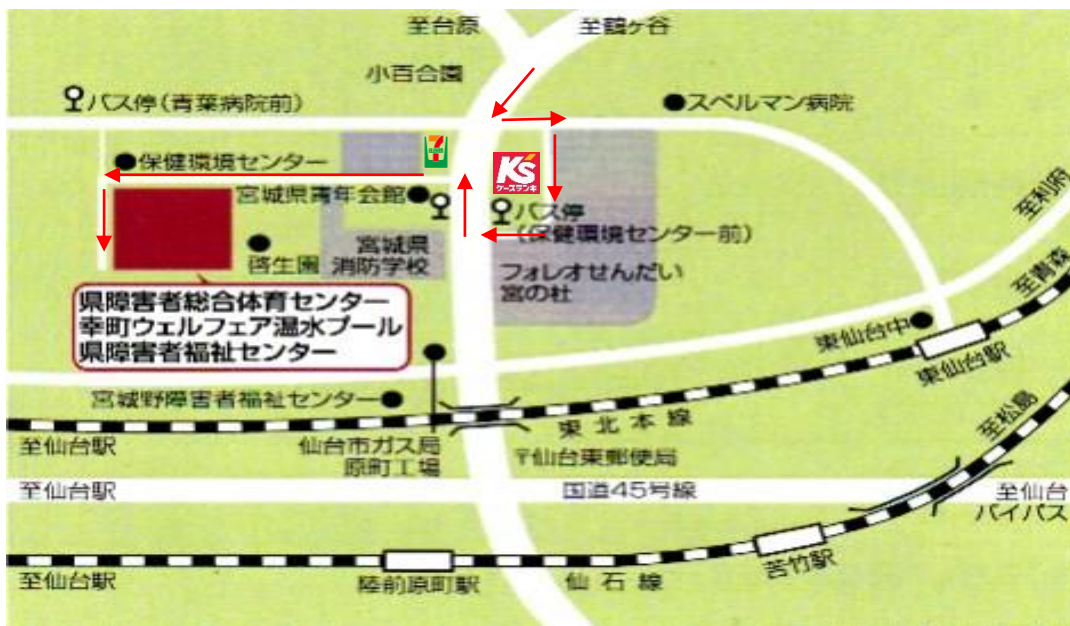 至台原
至鶴ヶ谷
小百合園
バス停(青葉病院前)
スペルマン病院
保健環境センター
K's
ケーズデンキ
宮城県青年会館
バス停
(保健環境センター前)
至利府
宮城県
消防学校
啓生園
フォレオせんだい
宮の杜
至青森
県障害者総合体育センター
幸町ウェルフェア温水プール
県障害者福祉センター
東仙台中
東仙台駅
宮城野障害者福祉センター
東北本線
至松島
至仙台駅
仙台市ガス局
原町工場
〒仙台東郵便局
至仙台駅
国道45号線
至仙台
バイパス
至仙台駅
陸前原町駅
仙石線
苦竹駅